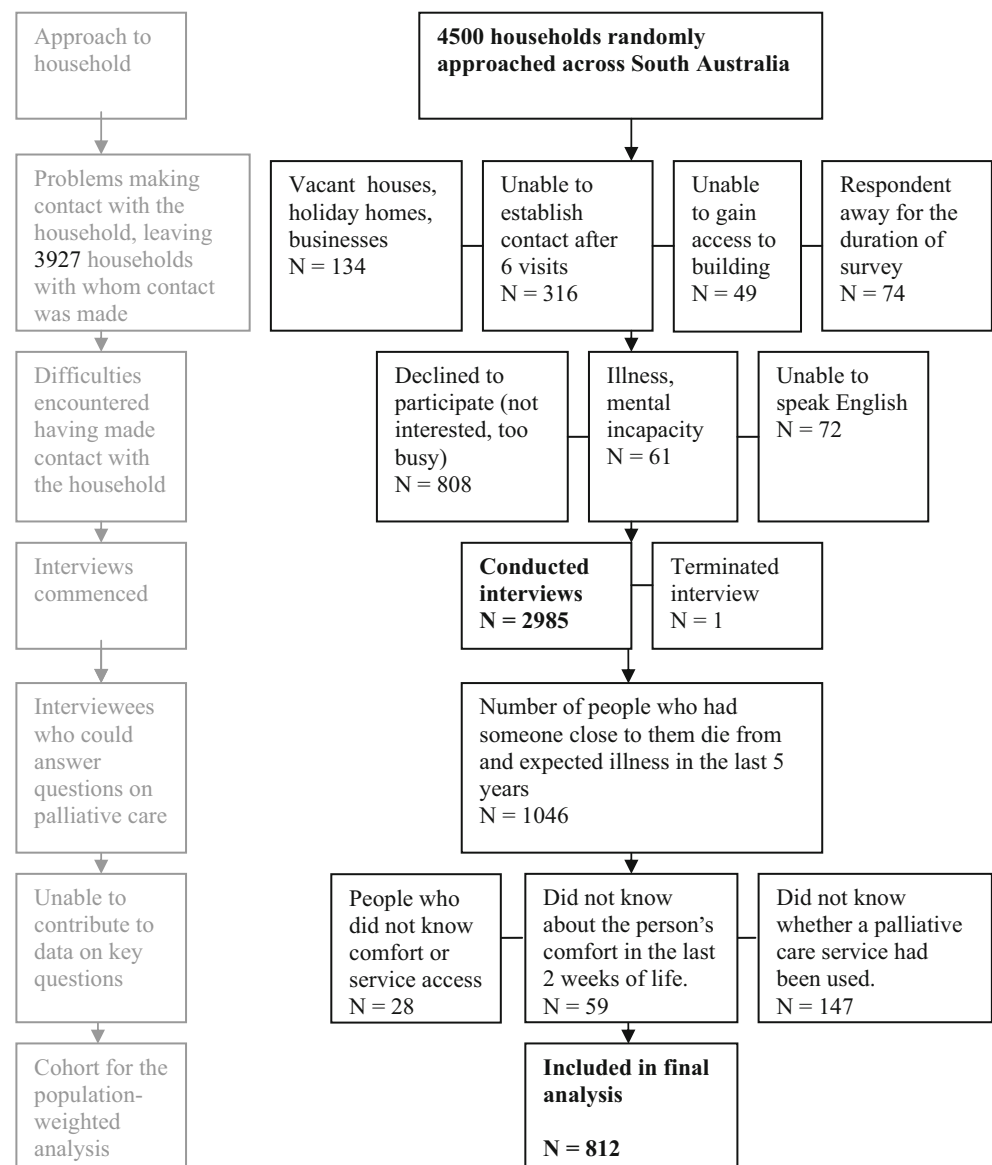 Approach to
household
4500 households randomly
approached across South Australia
Problems making
contact with the
household, leaving
3927 households
with whom contact
was made
Vacant houses,
holiday homes,
businesses
N = 134
Unable to
establish
contact after
6 visits
N = 316
Unable
to gain
access to
building
N = 49
Respondent
away for the
duration of
survey
N = 74
Difficulties
encountered
having made
contact with
the household
Declined to
participate (not
interested, too
busy)
N = 808
Illness,
mental
incapacity
N = 61
Unable to
speak English
N = 72
Interviews
commenced
Conducted
interviews
N = 2985
Terminated
interview
N = 1
Interviewees
who could
answer
questions on
palliative care
Number of people who had
someone close to them die from
and expected illness in the last 5
years
N = 1046
Unable to
contribute to
data on key
questions
People who
did not know
comfort or
service access
N = 28
Did not know
about the person's
comfort in the last
2 weeks of life.
N = 59
Did not know
whether a palliative
care service had
been used.
N = 147
Cohort for the
population-
weighted
analysis
Included in final
analysis
N = 812